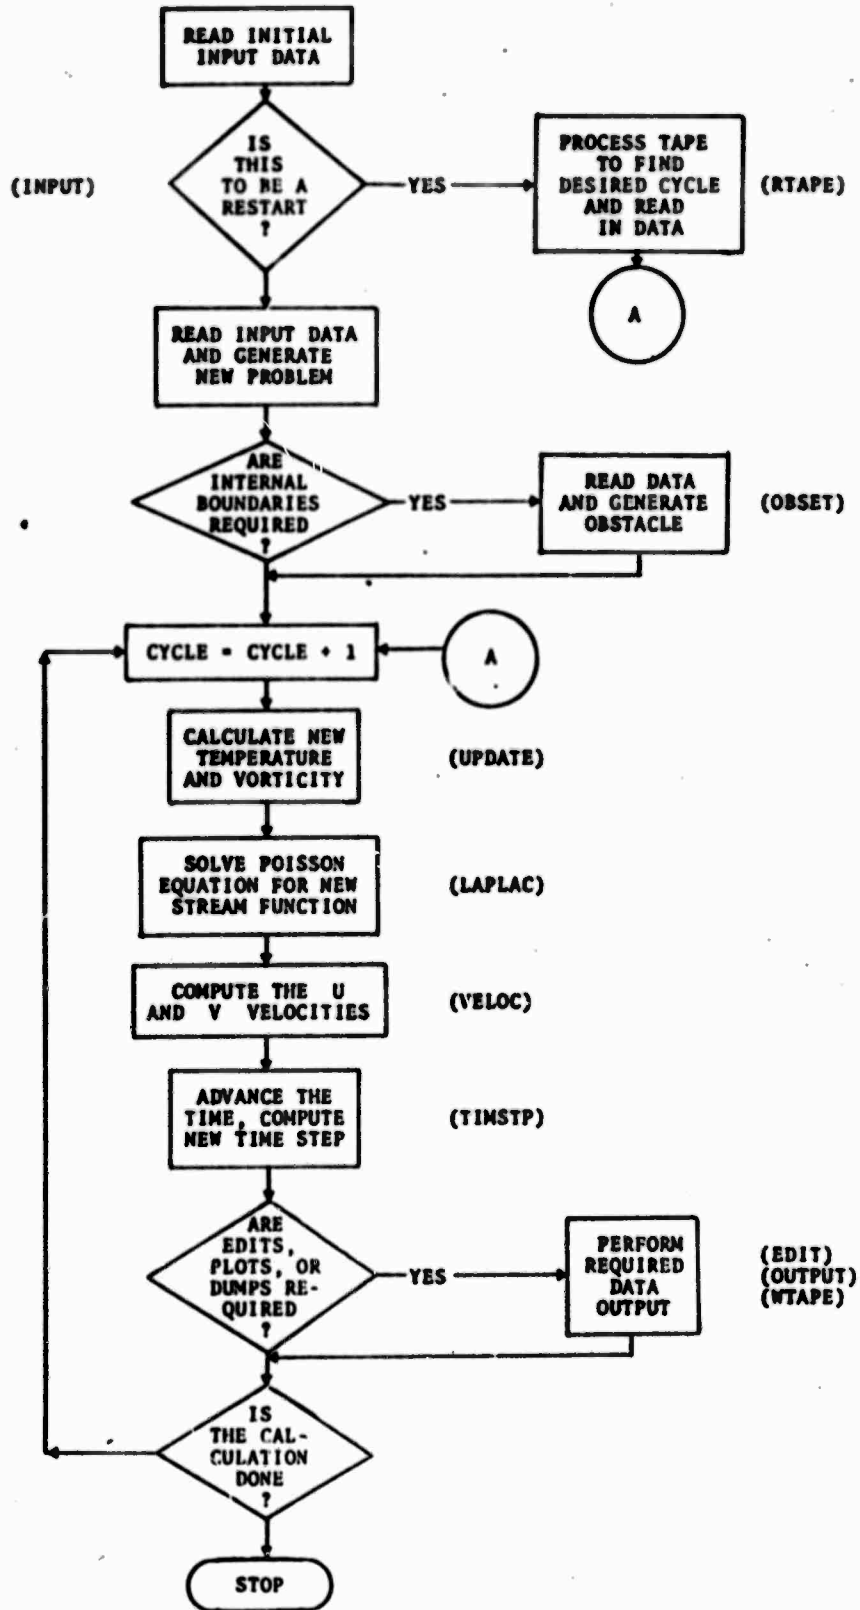 READ INITIAL
INPUT DATA
(INPUT)
IS
THIS
TO BE A
RESTART
?
YES
PROCESS TAPE
TO FIND
DESIRED CYCLE
AND READ
IN DATA
(RTAPE)
A
READ INPUT DATA
AND GENERATE
NEW PROBLEM
ARE
INTERNAL
BOUNDARIES
REQUIRED
?
YES
READ DATA
AND GENERATE
OBSTACLE
(OBSET)
CYCLE = CYCLE + 1
A
CALCULATE NEW
TEMPERATURE
AND VORTICITY
(UPDATE)
SOLVE POISSON
EQUATION FOR NEW
STREAM FUNCTION
(LAPLAC)
COMPUTE THE U
AND V VELOCITIES
(VELOC)
ADVANCE THE
TIME, COMPUTE
NEW TIME STEP
(TIMSTP)
ARE
EDITS,
PLOTS, OR
DUMPS RE-
QUIRED
?
YES
PERFORM
REQUIRED
DATA
OUTPUT
(EDIT)
(OUTPUT)
(WTAPE)
IS
THE CAL-
CULATION
DONE
?
STOP